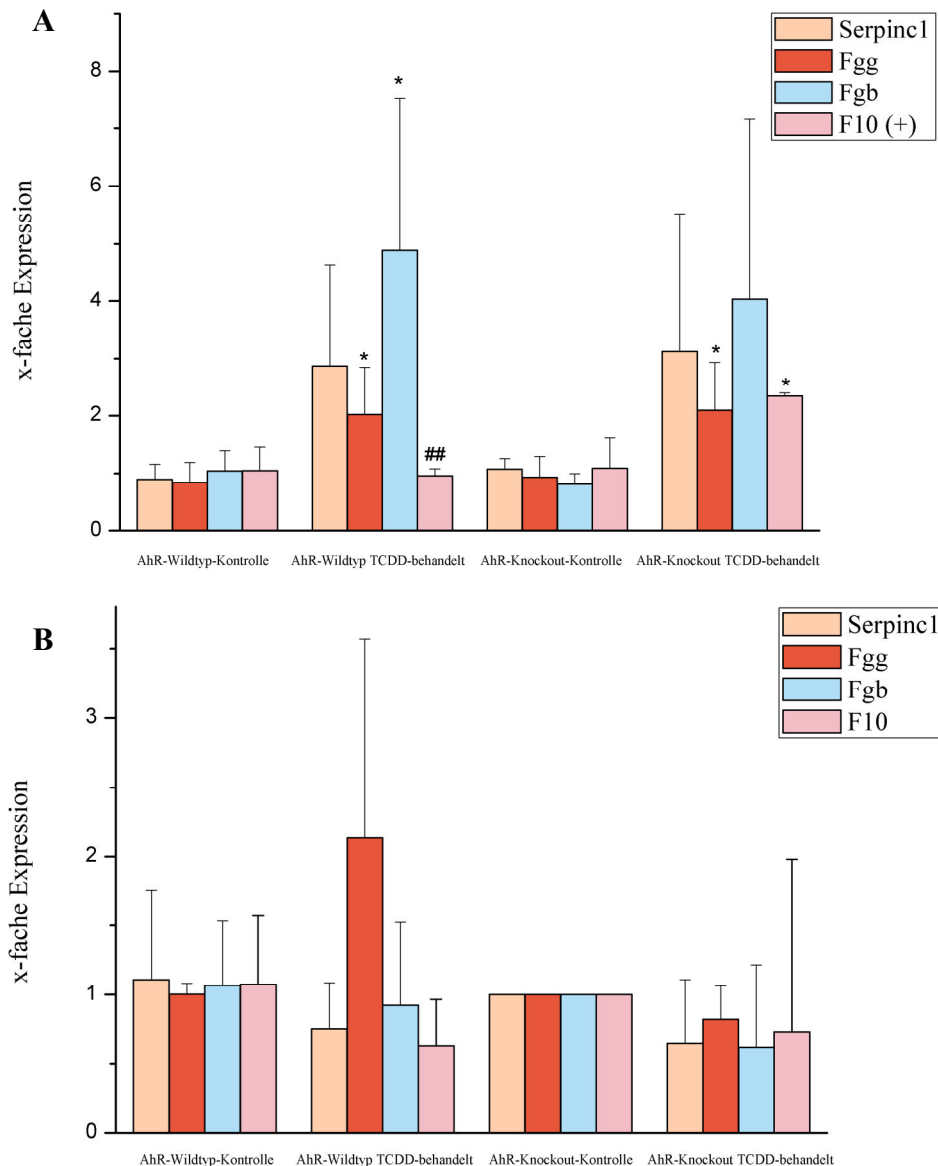 A
Serpinc1
Fgg
Fgb
F10 (+)
x-fache Expression
8
6
4
2
0
*
*
##
*
*
AhR-Wildtyp-Kontrolle
AhR-Wildtyp TCDD-behandelt
AhR-Knockout-Kontrolle
AhR-Knockout TCDD-behandelt
B
Serpinc1
Fgg
Fgb
F10
x-fache Expression
3
2
1
0
AhR-Wildtyp-Kontrolle
AhR-Wildtyp TCDD-behandelt
AhR-Knockout-Kontrolle
AhR-Knockout TCDD-behandelt